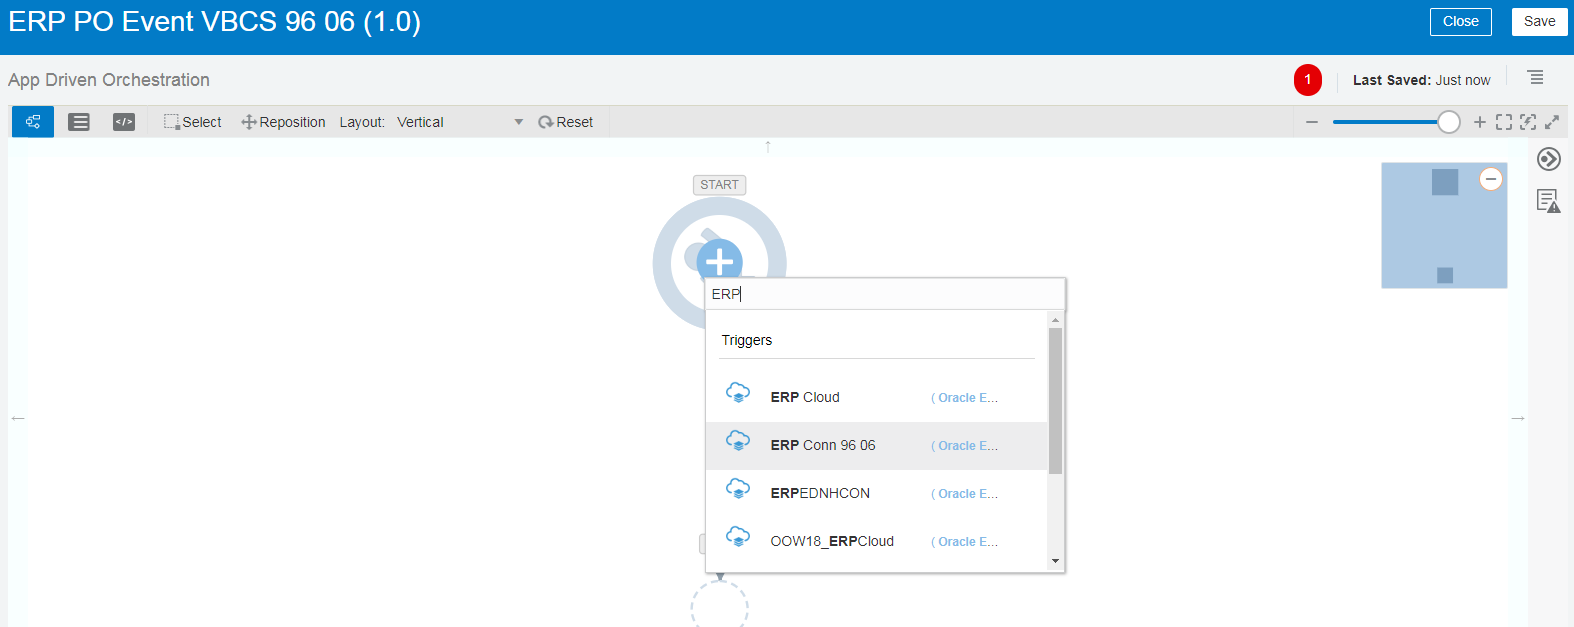 ERP PO Event VBCS 96 06 (1.0)
Close
Save
App Driven Orchestration
1
Last Saved: Just now
</> Select Reposition Layout: Vertical Reset
START
ERP
Triggers
ERP Cloud ( Oracle E...
ERP Conn 96 06 ( Oracle E...
ERPEDNHCON ( Oracle E...
OOW18_ERPCloud ( Oracle E...